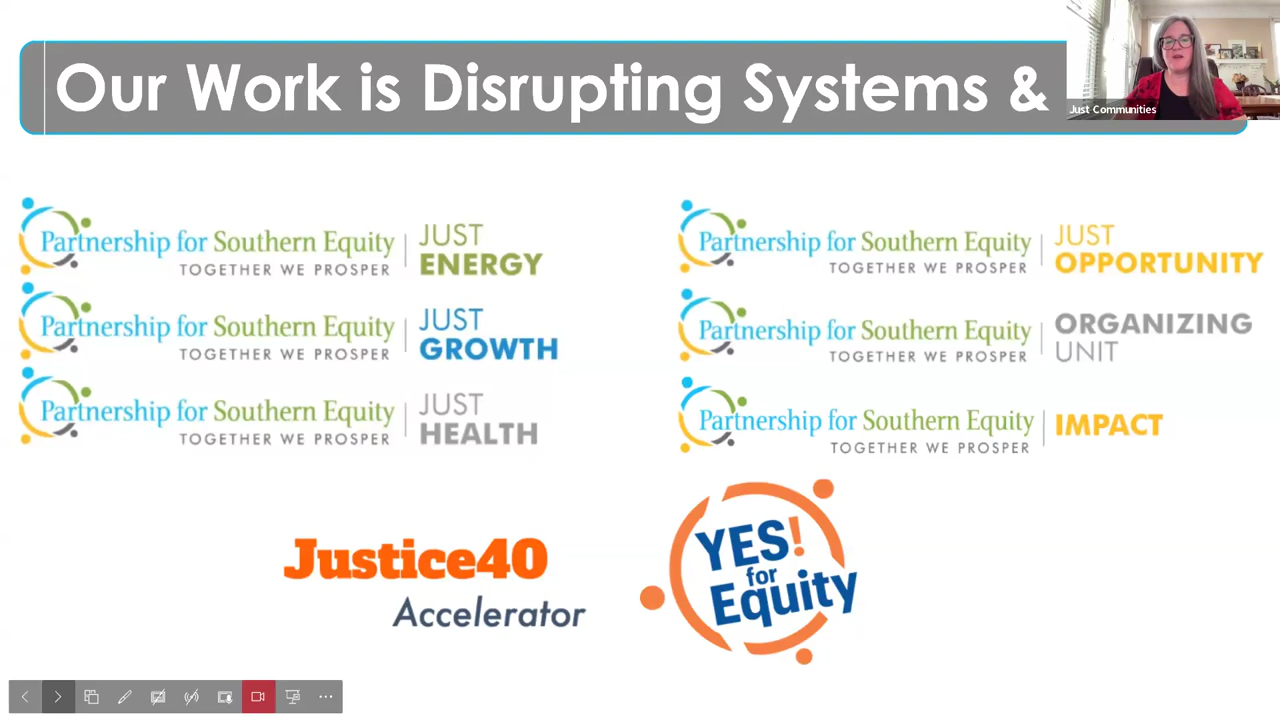 Our Work is Disrupting Systems &
Just Communities
Partnership for Southern Equity
TOGETHER WE PROSPER
JUST
ENERGY
Partnership for Southern Equity
TOGETHER WE PROSPER
JUST
GROWTH
Partnership for Southern Equity
TOGETHER WE PROSPER
JUST
HEALTH
Partnership for Southern Equity
TOGETHER WE PROSPER
JUST
OPPORTUNITY
Partnership for Southern Equity
TOGETHER WE PROSPER
ORGANIZING
UNIT
Partnership for Southern Equity
TOGETHER WE PROSPER
IMPACT
Justice40
Accelerator
YES!
for
Equity